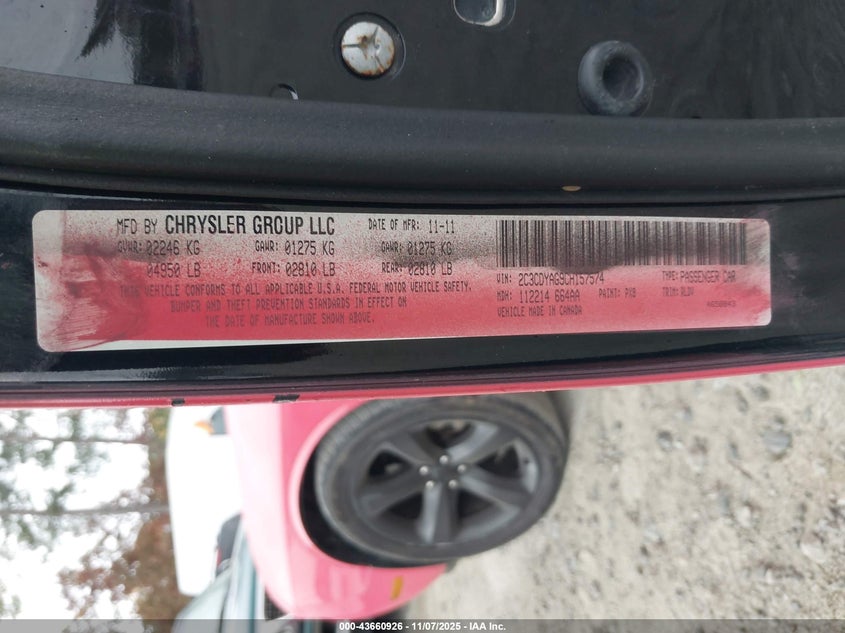 MFD BY CHRYSLER GROUP LLC DATE OF MFR: 11-11
GVWR: 02246 KG GAWR: 01275 KG GAWR: 01275 KG
04950 LB FRONT: 02810 LB REAR: 02810 LB
THIS VEHICLE CONFORMS TO ALL APPLICABLE U.S.A. FEDERAL MOTOR VEHICLE SAFETY,
BUMPER AND THEFT PREVENTION STANDARDS IN EFFECT ON
THE DATE OF MANUFACTURE SHOWN ABOVE.
VIN: 2C3CDYAG9CH157574 TYPE: PASSENGER CAR
MDH: 112214 664AA PAINT: PX8 TRIM: RLDV
VEHICLE MADE IN CANADA
000-43660926 | 11/07/2025 - IAA Inc.